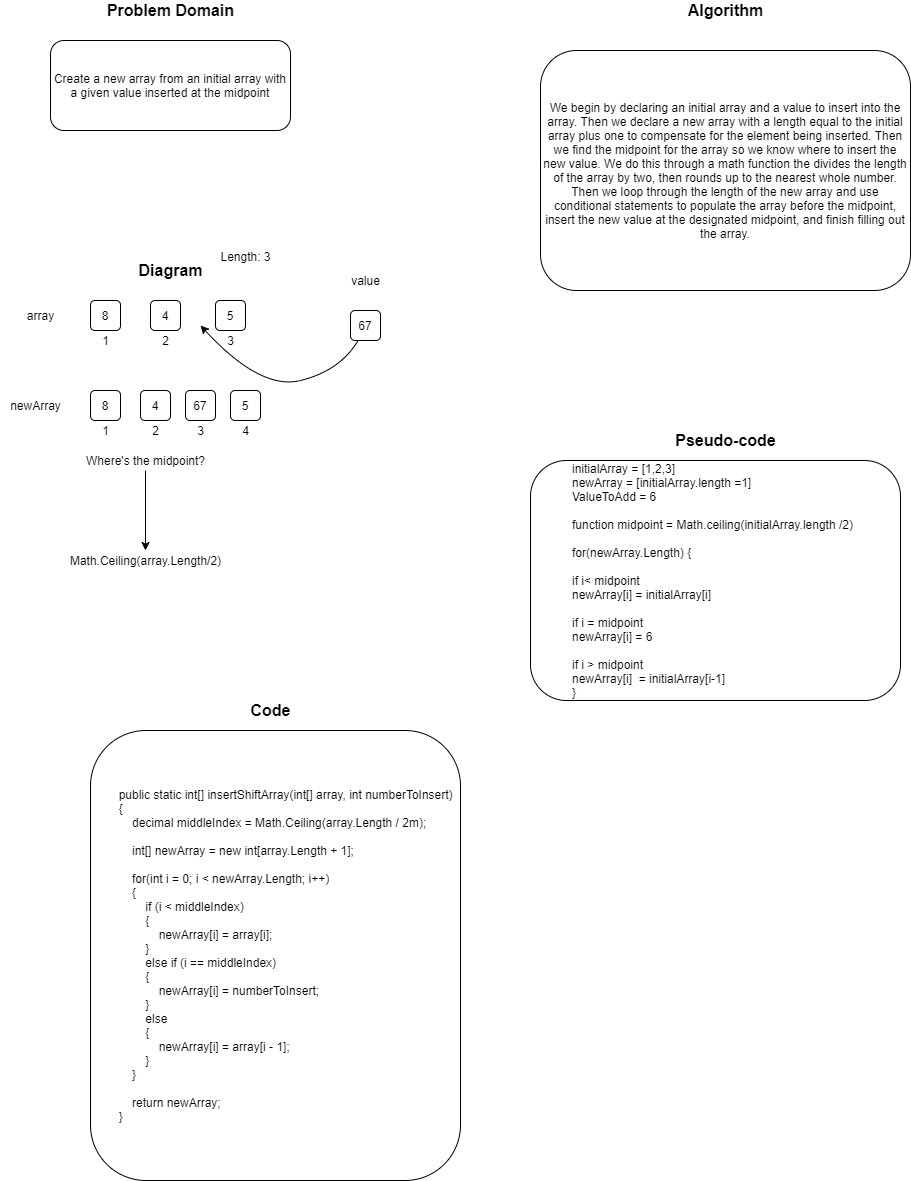 Problem Domain
Create a new array from an initial array with
a given value inserted at the midpoint
Algorithm
We begin by declaring an initial array and a value to insert into the
array. Then we declare a new array with a length equal to the initial
array plus one to compensate for the element being inserted. Then
we find the midpoint for the array so we know where to insert the
new value. We do this through a math function the divides the length
of the array by two, then rounds up to the nearest whole number.
Then we loop through the length of the new array and use
conditional statements to populate the array before the midpoint,
insert the new value at the designated midpoint, and finish filling out
the array.
Length: 3
Diagram
value
array
8
4
5
67
1
2
3
newArray
8
4
67
5
1
2
3
4
Where's the midpoint?
Math.Ceiling(array.Length/2)
Pseudo-code
initialArray = [1,2,3]
newArray = [initialArray.length =1]
ValueToAdd = 6
function midpoint = Math.ceiling(initialArray.length /2)
for(newArray.Length) {
if i< midpoint
newArray[i] = initialArray[i]
if i = midpoint
newArray[i] = 6
if i > midpoint
newArray[i]  = initialArray[i-1]
}
Code
public static int[] insertShiftArray(int[] array, int numberToInsert)
{
decimal middleIndex = Math.Ceiling(array.Length / 2m);
int[] newArray = new int[array.Length + 1];
for(int i = 0; i < newArray.Length; i++)
{
if (i < middleIndex)
{
newArray[i] = array[i];
}
else if (i == middleIndex)
{
newArray[i] = numberToInsert;
}
else
{
newArray[i] = array[i - 1];
}
}
return newArray;
}